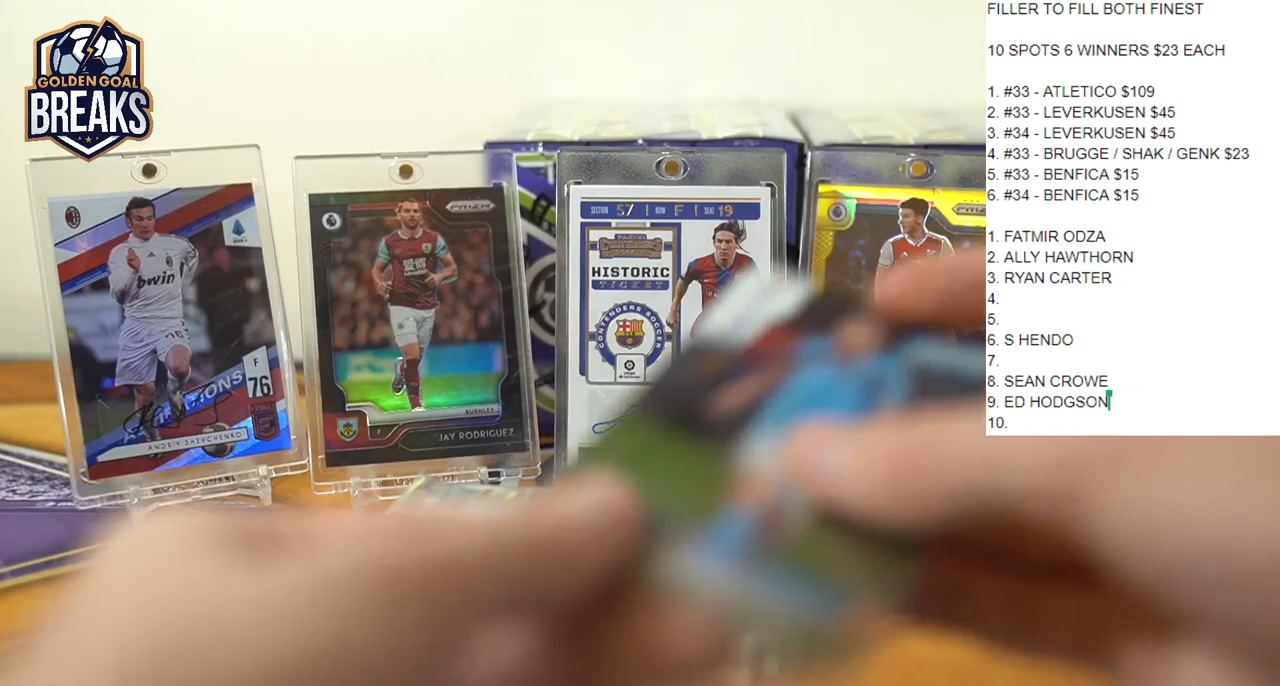 GOLDEN GOAL
BREAKS
bwin
76
F
76
ANDRIY SHEVCHENKO
PRIZM
BURNLEY
F
JAY RODRIGUEZ
SECTION 57 ROW F SEAT 19
CONTENDERS
HISTORIC
TICKET
CONTENDERS SOCCER
FILLER TO FILL BOTH FINEST
10 SPOTS 6 WINNERS $23 EACH
1. #33 - ATLETICO $109
2. #33 - LEVERKUSEN $45
3. #34 - LEVERKUSEN $45
4. #33 - BRUGGE / SHAK / GENK $23
5. #33 - BENFICA $15
6. #34 - BENFICA $15
1. FATMIR ODZA
2. ALLY HAWTHORN
3. RYAN CARTER
4.
5.
6. S HENDO
7.
8. SEAN CROWE
9. ED HODGSON
10.